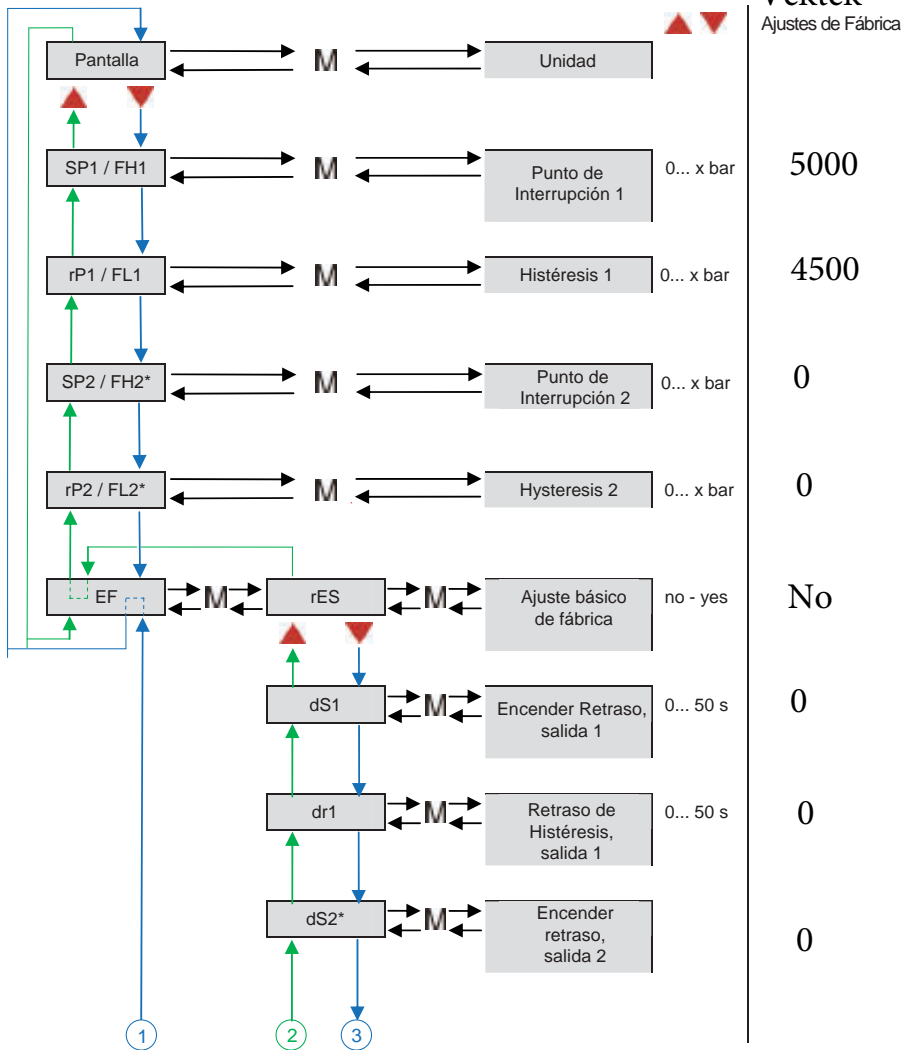 Vektek
Ajustes de Fábrica
Pantalla
M
Unidad
SP1 / FH1
M
Punto de
Interrupción 1
0... x bar
5000
rP1 / FL1
M
Histéresis 1
0... x bar
4500
SP2 / FH2*
M
Punto de
Interrupción 2
0... x bar
0
rP2 / FL2*
M
Hysteresis 2
0... x bar
0
EF
M
rES
M
Ajuste básico
de fábrica
no - yes
No
dS1
M
Encender Retraso,
salida 1
0... 50 s
0
dr1
M
Retraso de
Histéresis,
salida 1
0... 50 s
0
dS2*
M
Encender
retraso,
salida 2
0
1
2
3